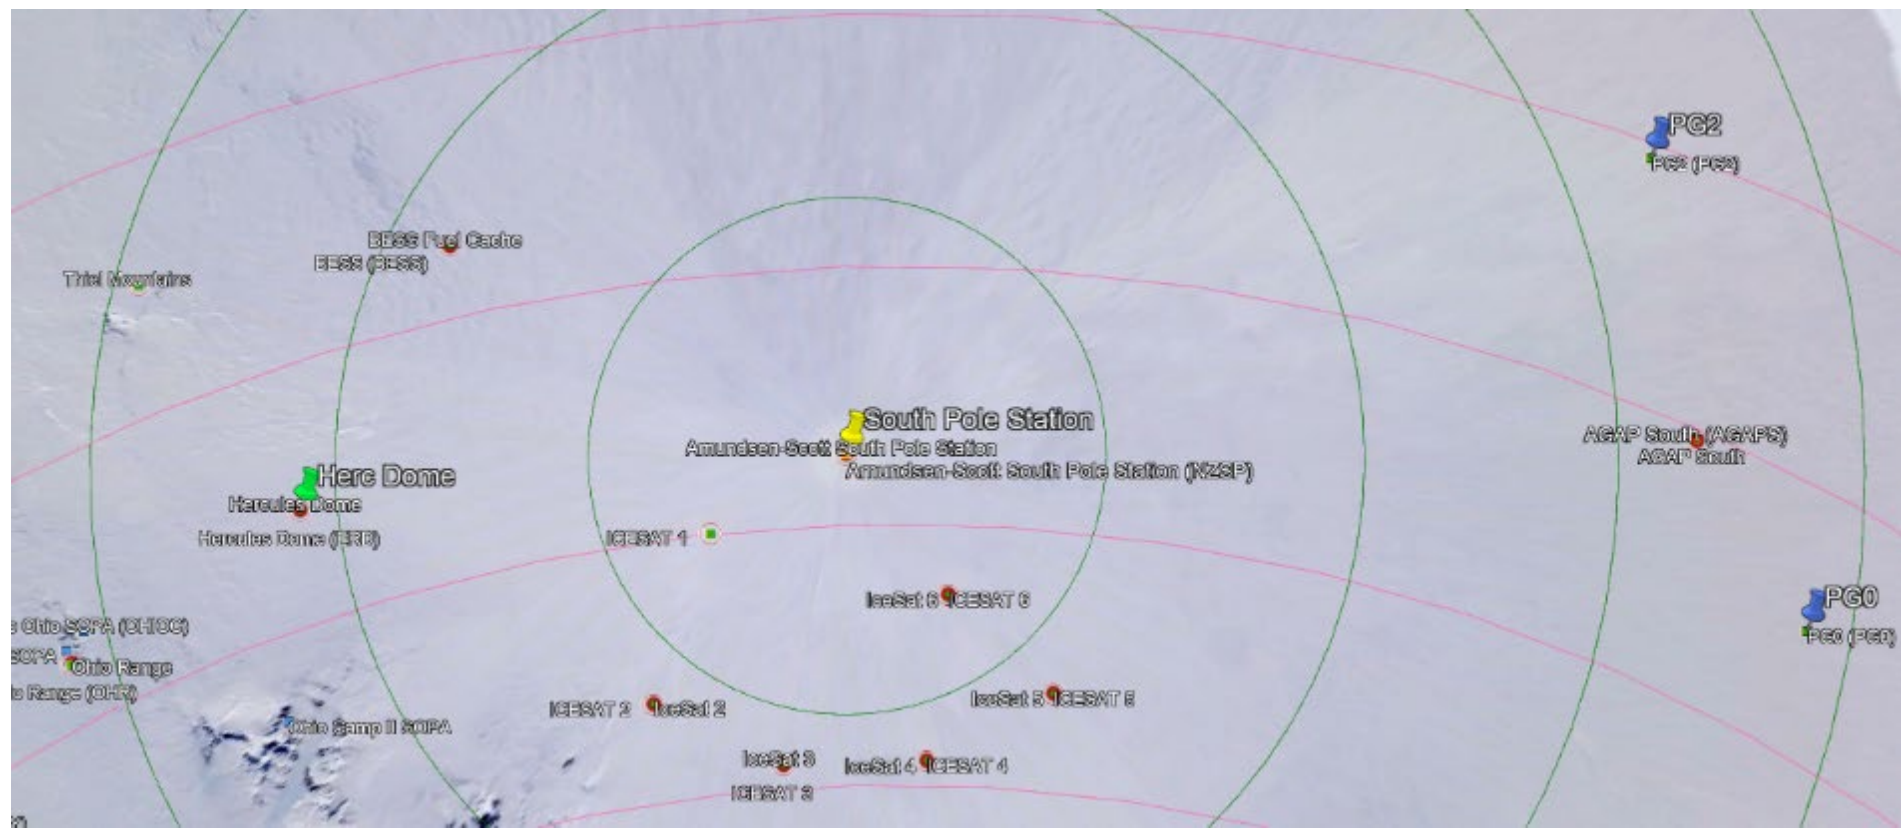 PG2
PG2 (PG2)
BESS Fuel Cache
BESS (BESS)
Thiel Mountains
South Pole Station
Amundsen-Scott South Pole Station
Amundsen-Scott South Pole Station (NZSP)
AGAP South (AGAPS)
AGAP South
Herc Dome
Hercules Dome
Hercules Dome (ERD)
ICESAT 1
IceSat 6 ICESAT 6
PG0
PG0 (PG0)
Ohio SOPA (OHIOC)
SOPA
Ohio Range
Range (OHR)
ICESAT 2 IceSat 2
IceSat 5 ICESAT 5
Ohio Camp II SOPA
IceSat 3
ICESAT 3
IceSat 4 ICESAT 4